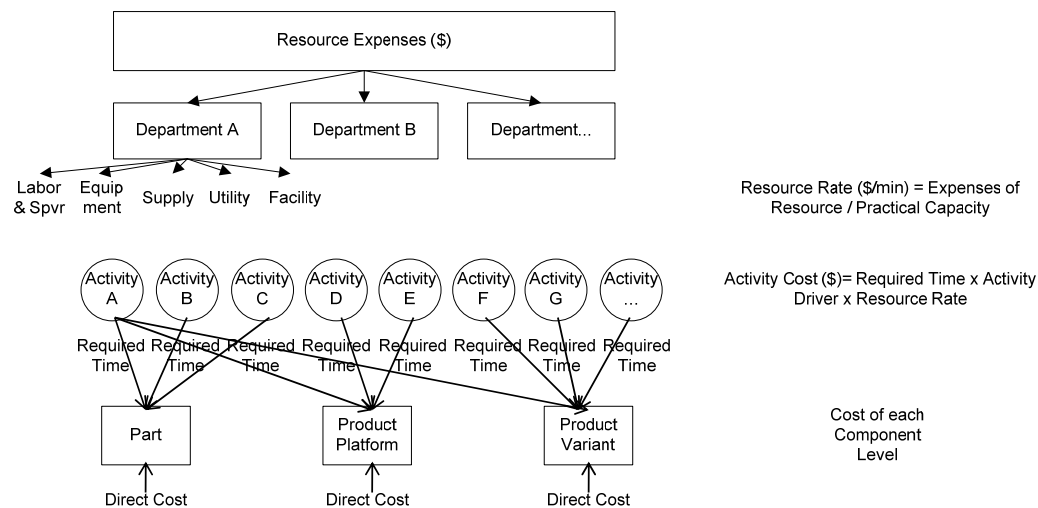 Resource Expenses ($)
Department A
Department B
Department...
Labor
& Spvr
Equip
ment
Supply
Utility
Facility
Resource Rate ($/min) = Expenses of
Resource / Practical Capacity
Activity
A
Activity
B
Activity
C
Activity
D
Activity
E
Activity
F
Activity
G
Activity
...
Activity Cost ($)= Required Time x Activity
Driver x Resource Rate
Required
Time
Required
Time
Required
Time
Required
Time
Required
Time
Required
Time
Required
Time
Required
Time
Part
Product
Platform
Product
Variant
Cost of each
Component
Level
Direct Cost
Direct Cost
Direct Cost